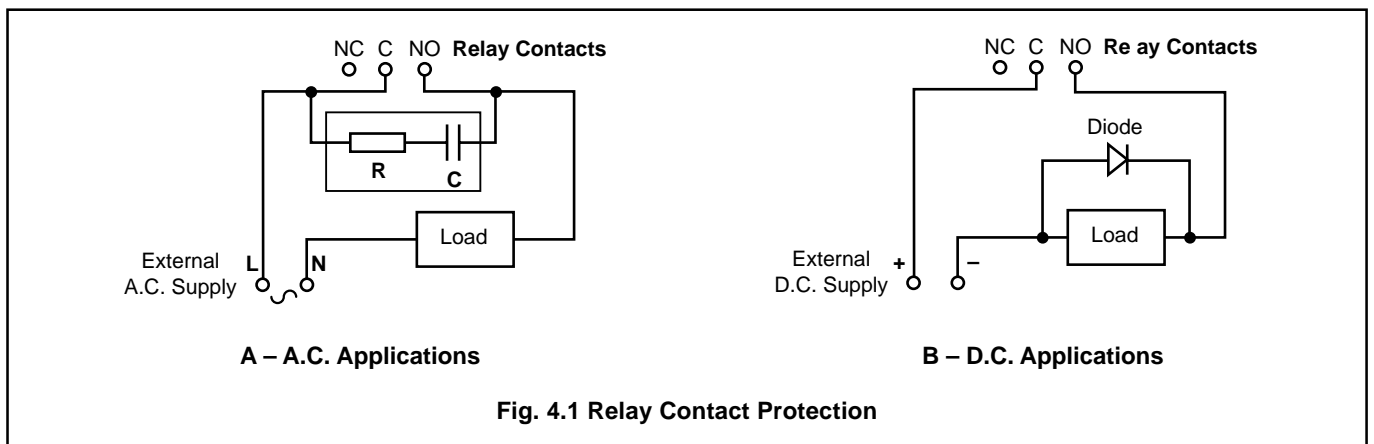 NC C NO Relay Contacts
R
C
Load
External
A.C. Supply
L N
A – A.C. Applications
NC C NO Re ay Contacts
Diode
Load
External
D.C. Supply
+ –
B – D.C. Applications
Fig. 4.1 Relay Contact Protection